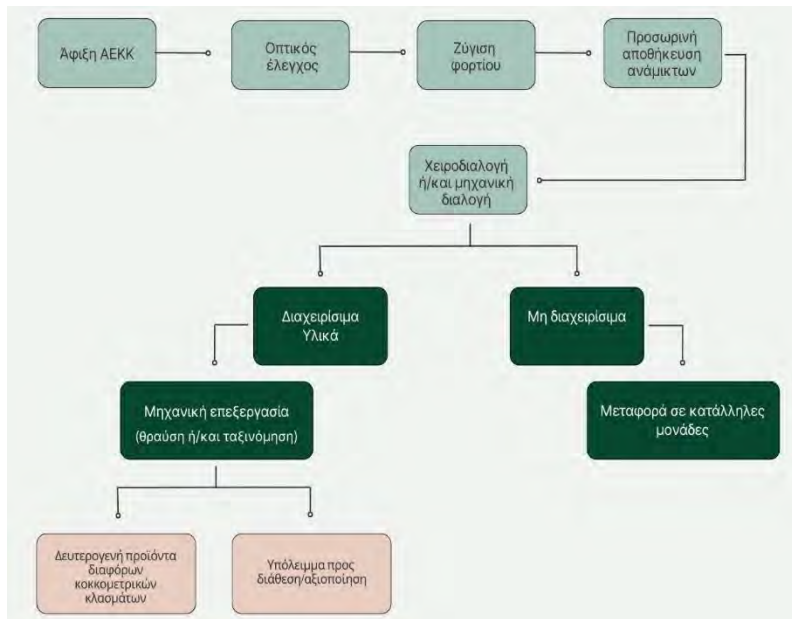 Άφιξη ΑΕΚΚ
Οπτικός
έλεγχος
Ζύγιση
φορτίου
Προσωρινή
αποθήκευση
ανάμικτων
Χειροδιαλογή
ή/και μηχανική
διαλογή
Διαχειρίσιμα
Υλικά
Μη διαχειρίσιμα
Μηχανική επεξεργασία
(θραύση ή/και ταξινόμηση)
Μεταφορά σε κατάλληλες
μονάδες
Δευτερογενή προϊόντα
διαφόρων
κοκκομετρικών
κλασμάτων
Υπόλειμμα προς
διάθεση/αξιοποίηση